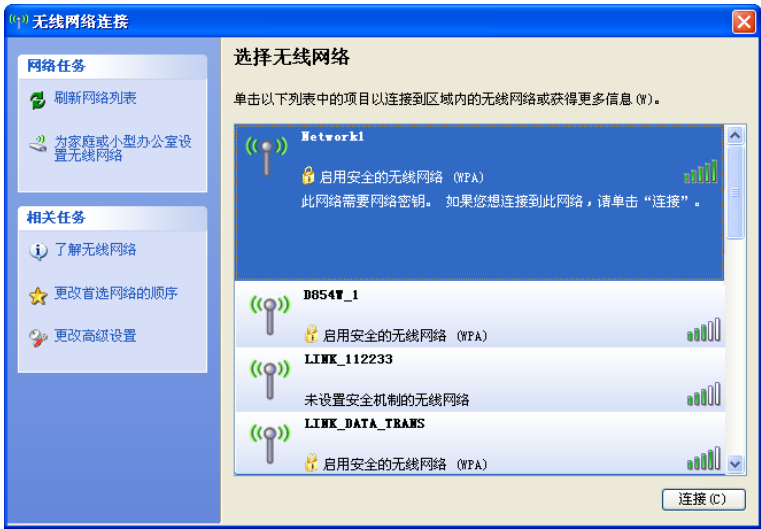 无线网络连接
网络任务
刷新网络列表
为家庭或小型办公室设
置无线网络
相关任务
了解无线网络
更改首选网络的顺序
更改高级设置
选择无线网络
单击以下列表中的项目以连接到区域内的无线网络或获得更多信息(W)。
Network1
启用安全的无线网络 (WPA)
此网络需要网络密钥。 如果您想连接到此网络，请单击“连接”。
D854W_1
启用安全的无线网络 (WPA)
LINK_112233
未设置安全机制的无线网络
LINK_DATA_TRANS
启用安全的无线网络 (WPA)
连接(C)